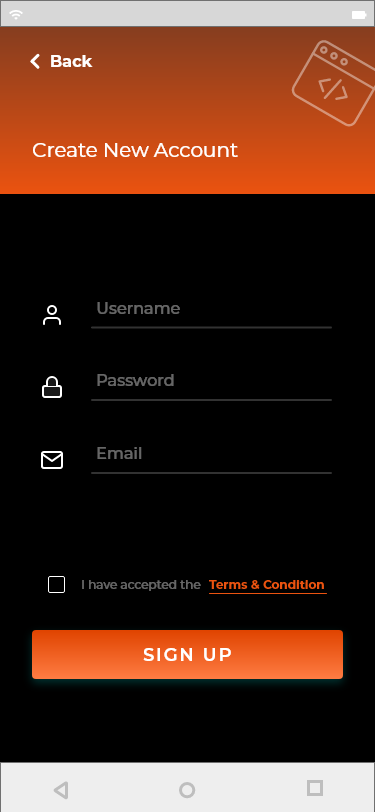 Back
Create New Account
</>
Username
Password
Email
I have accepted the Terms & Condition
SIGN UP